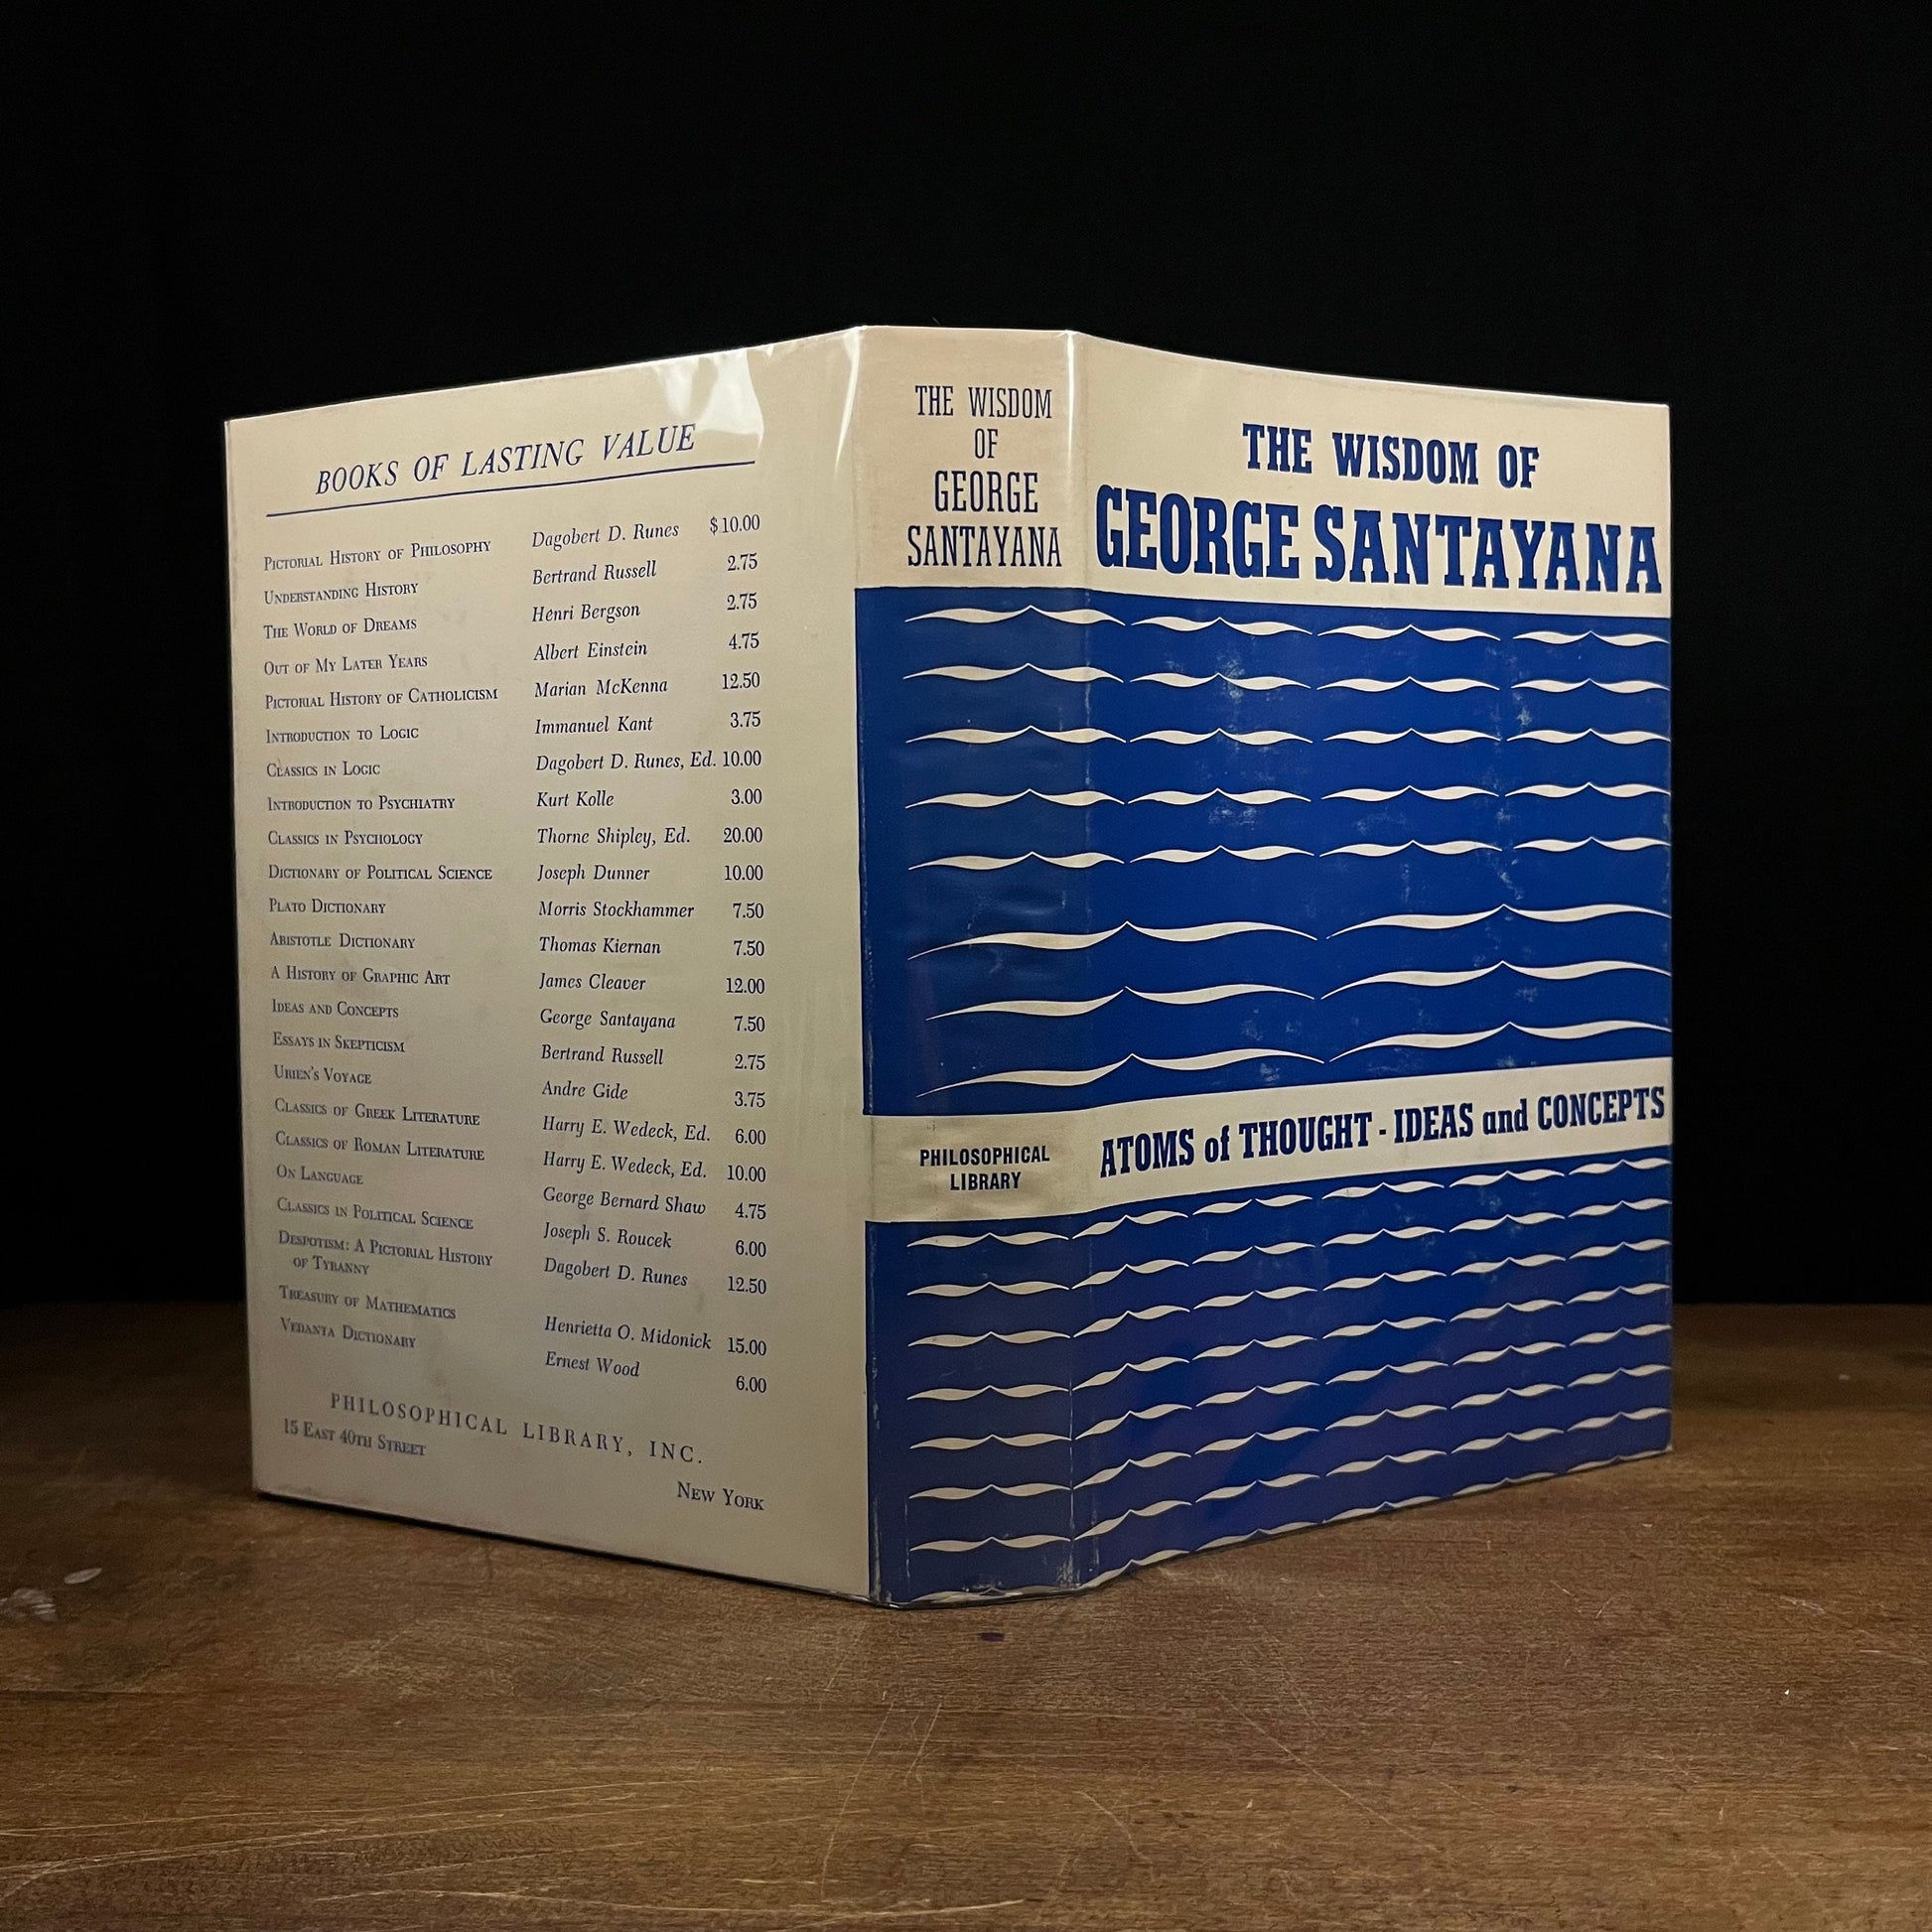 BOOKS OF LASTING VALUE
PICTORIAL HISTORY OF PHILOSOPHY Dagobert D. Runes $10.00
UNDERSTANDING HISTORY Bertrand Russell 2.75
THE WORLD OF DREAMS Henri Bergson 2.75
OUT OF MY LATER YEARS Albert Einstein 4.75
PICTORIAL HISTORY OF CATHOLICISM Marian McKenna 12.50
INTRODUCTION TO LOGIC Immanuel Kant 3.75
CLASSICS IN LOGIC Dagobert D. Runes, Ed. 10.00
INTRODUCTION TO PSYCHIATRY Kurt Kolle 3.00
CLASSICS IN PSYCHOLOGY Thorne Shipley, Ed. 20.00
DICTIONARY OF POLITICAL SCIENCE Joseph Dunner 10.00
PLATO DICTIONARY Morris Stockhammer 7.50
ARISTOTLE DICTIONARY Thomas Kiernan 7.50
A HISTORY OF GRAPHIC ART James Cleaver 12.00
IDEAS AND CONCEPTS George Santayana 7.50
ESSAYS IN SKEPTICISM Bertrand Russell 2.75
URIEN'S VOYAGE Andre Gide 3.75
CLASSICS OF GREEK LITERATURE Harry E. Wedeck, Ed. 6.00
CLASSICS OF ROMAN LITERATURE Harry E. Wedeck, Ed. 10.00
ON LANGUAGE George Bernard Shaw 4.75
CLASSICS IN POLITICAL SCIENCE Joseph S. Roucek 6.00
DESPOTISM: A PICTORIAL HISTORY Dagobert D. Runes 12.50
OF TYRANNY
TREASURY OF MATHEMATICS Henrietta O. Midonick 15.00
VEDANTA DICTIONARY Ernest Wood 6.00
PHILOSOPHICAL LIBRARY, INC.
15 EAST 40TH STREET
NEW YORK
THE WISDOM
OF
GEORGE
SANTAYANA
PHILOSOPHICAL
LIBRARY
THE WISDOM OF
GEORGE SANTAYANA
ATOMS of THOUGHT - IDEAS and CONCEPTS